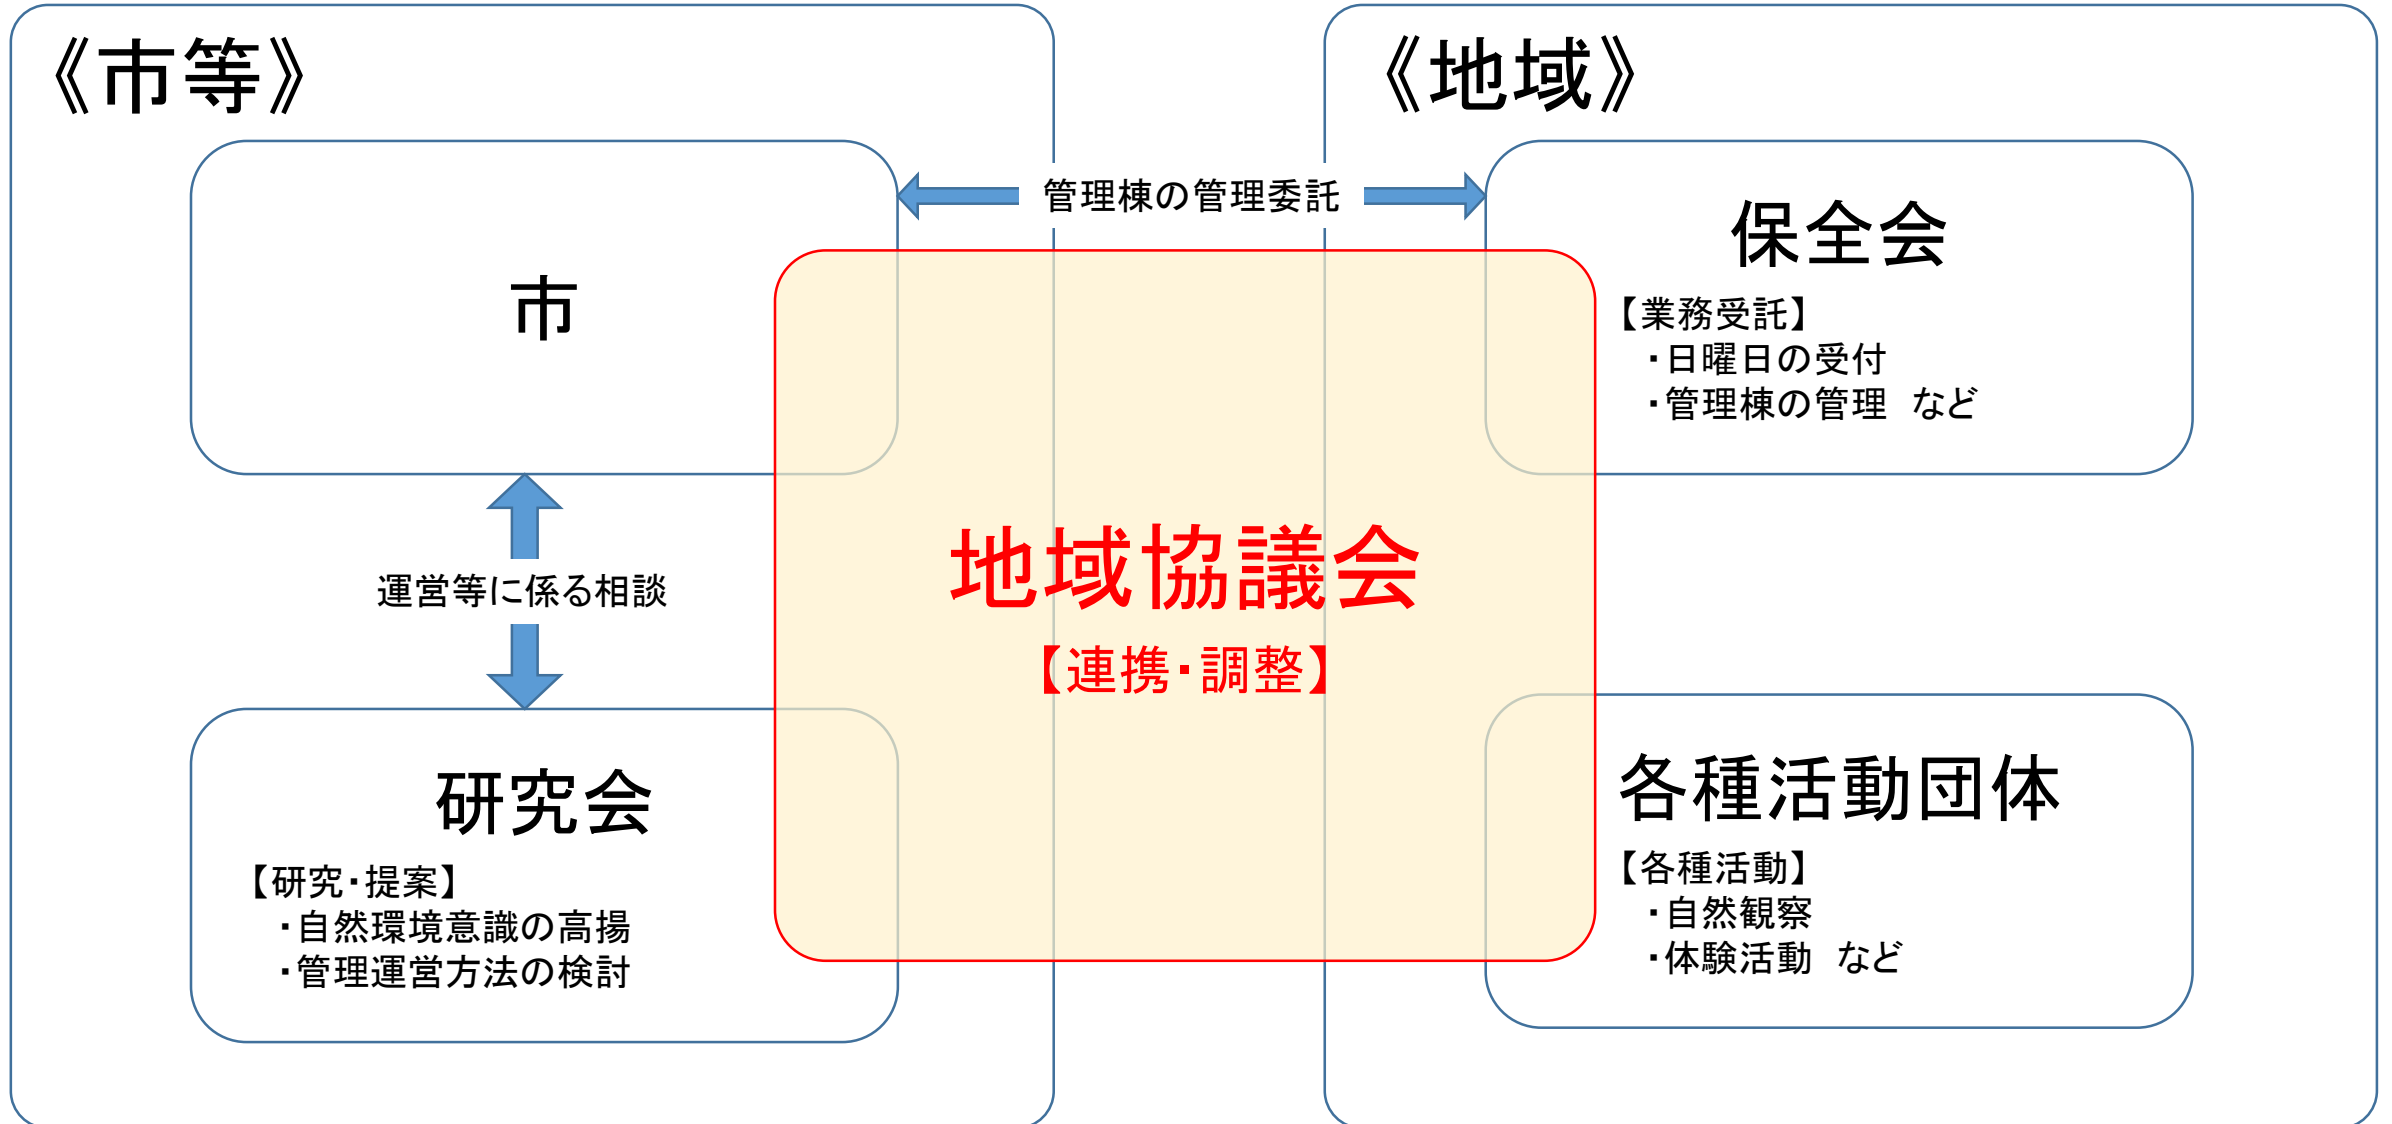 《市等》
市
運営等に係る相談
研究会
【研究・提案】
・自然環境意識の高揚
・管理運営方法の検討
管理棟の管理委託
地域協議会
【連携・調整】
《地域》
保全会
【業務受託】
・日曜日の受付
・管理棟の管理　など
各種活動団体
【各種活動】
・自然観察
・体験活動　など